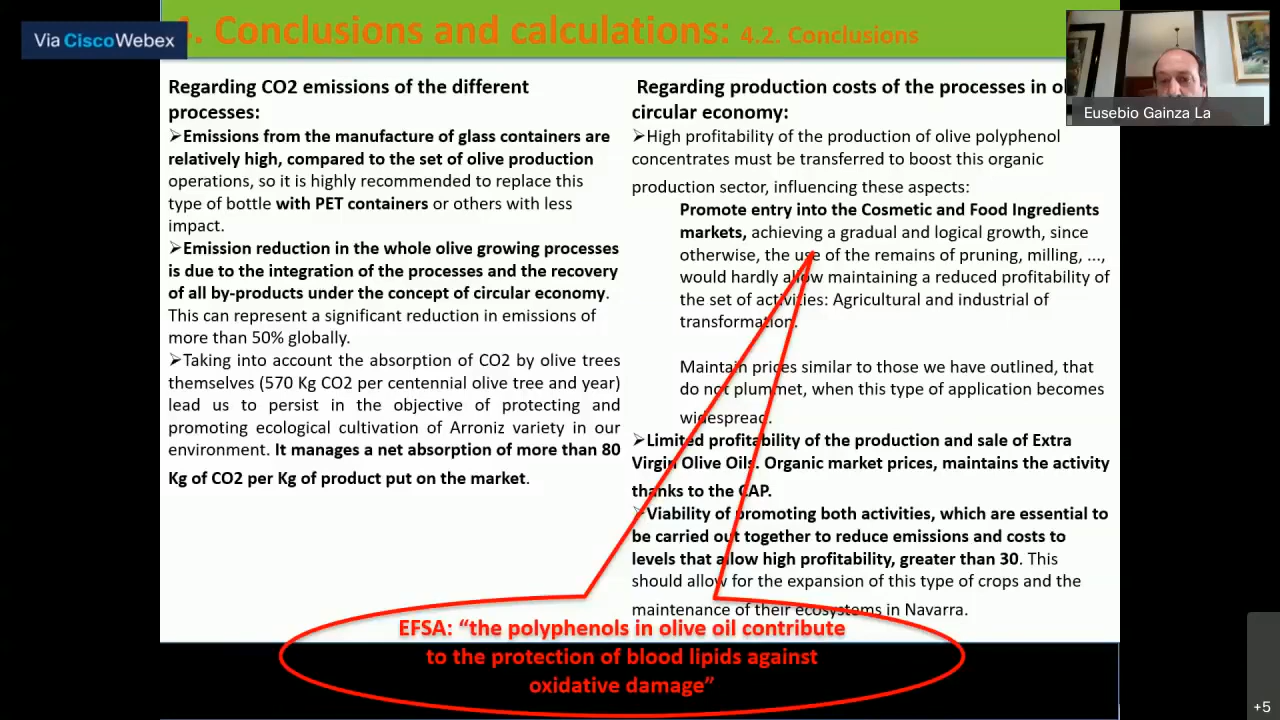 4. Conclusions and calculations: 4.2. Conclusions
Via CiscoWebex
Eusebio Gainza La
Regarding CO2 emissions of the different
processes:
➢Emissions from the manufacture of glass containers are
relatively high, compared to the set of olive production
operations, so it is highly recommended to replace this
type of bottle with PET containers or others with less
impact.
➢Emission reduction in the whole olive growing processes
is due to the integration of the processes and the recovery
of all by-products under the concept of circular economy.
This can represent a significant reduction in emissions of
more than 50% globally.
➢Taking into account the absorption of CO2 by olive trees
themselves (570 Kg CO2 per centennial olive tree and year)
lead us to persist in the objective of protecting and
promoting ecological cultivation of Arroniz variety in our
environment. It manages a net absorption of more than 80
Kg of CO2 per Kg of product put on the market.
Regarding production costs of the processes in
circular economy:
➢High profitability of the production of olive polyphenol
concentrates must be transferred to boost this organic
production sector, influencing these aspects:
Promote entry into the Cosmetic and Food Ingredients
markets, achieving a gradual and logical growth, since
otherwise, the use of the remains of pruning, milling, ...,
would hardly allow maintaining a reduced profitability of
the set of activities: Agricultural and industrial of
transformation.
Maintain prices similar to those we have outlined, that
do not plummet, when this type of application becomes
widespread.
➢Limited profitability of the production and sale of Extra
Virgin Olive Oils. Organic market prices, maintains the activity
thanks to the CAP.
➢Viability of promoting both activities, which are essential to
be carried out together to reduce emissions and costs to
levels that allow high profitability, greater than 30. This
should allow for the expansion of this type of crops and the
maintenance of their ecosystems in Navarra.
EFSA: “the polyphenols in olive oil contribute
to the protection of blood lipids against
oxidative damage”
+5